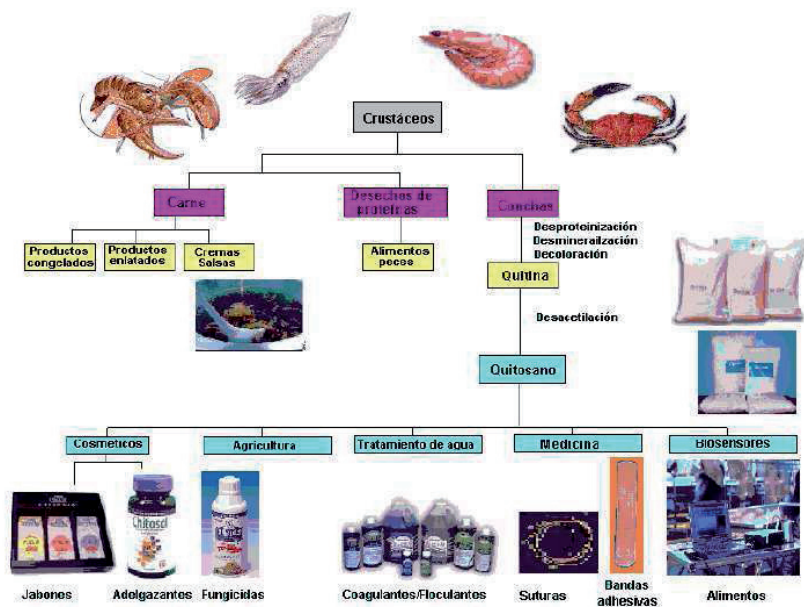 Crustáceos
Carne
Desechos de
proteínas
Conchas
Productos
congelados
Productos
enlatados
Cremas
Salsas
Alimentos
peces
Desproteinización
Desmineralización
Decoloración
Quitina
Desacetilación
Quitosano
Cosméticos
Agricultura
Tratamiento de agua
Medicina
Biosensores
Chitosol
Jabones
Adelgazantes
Fungicidas
Coagulantes/Floculantes
Suturas
Bandas
adhesivas
Alimentos